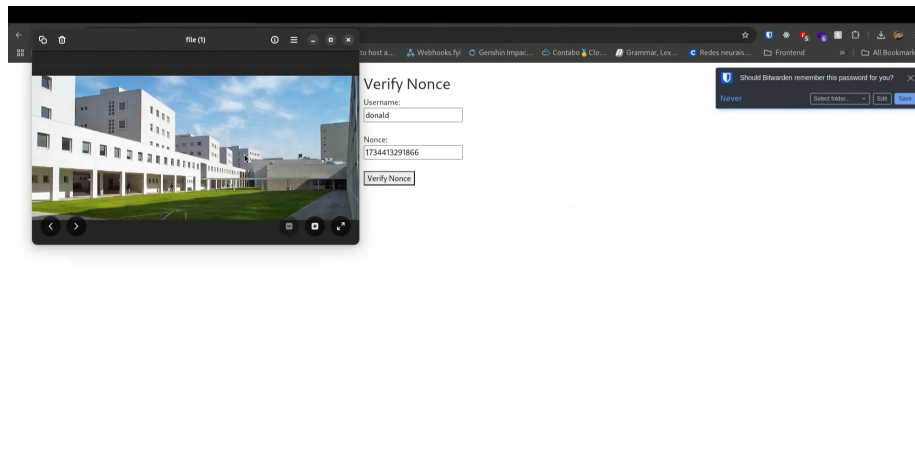 file (1)
to host a...
Webhooks.fyi
Genshin Impac...
Contabo
Clo...
Grammar, Lex...
Redes neurais...
Frontend
»
All Bookmark
Verify Nonce
Username:
donald
Nonce:
1734413291866
Verify Nonce
Should Bitwarden remember this password for you?
Never
Select folder...
Edit
Save